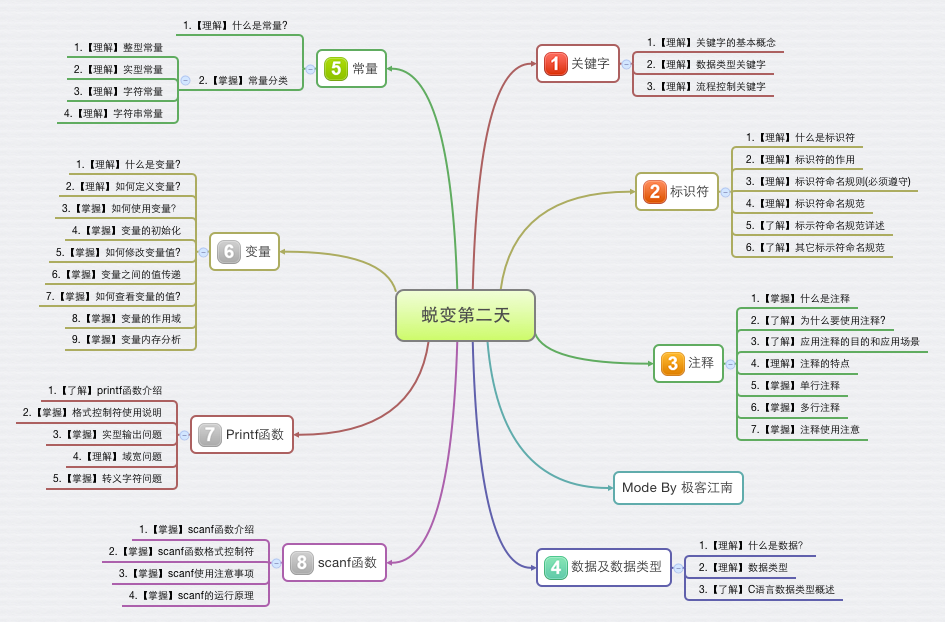 蜕变第二天
1 关键字
1.【理解】关键字的基本概念
2.【理解】数据类型关键字
3.【理解】流程控制关键字
2 标识符
1.【理解】什么是标识符
2.【理解】标识符的作用
3.【理解】标识符命名规则(必须遵守)
4.【理解】标识符命名规范
5.【了解】标示符命名规范详述
6.【了解】其它标示符命名规范
3 注释
1.【掌握】什么是注释
2.【了解】为什么要使用注释?
3.【了解】应用注释的目的和应用场景
4.【理解】注释的特点
5.【掌握】单行注释
6.【掌握】多行注释
7.【掌握】注释使用注意
Mode By 极客江南
4 数据及数据类型
1.【理解】什么是数据?
2.【理解】数据类型
3.【了解】C语言数据类型概述
5 常量
1.【理解】什么是常量?
2.【掌握】常量分类
1.【理解】整型常量
2.【理解】实型常量
3.【理解】字符常量
4.【理解】字符串常量
6 变量
1.【理解】什么是变量?
2.【理解】如何定义变量?
3.【掌握】如何使用变量?
4.【掌握】变量的初始化
5.【掌握】如何修改变量值?
6.【掌握】变量之间的值传递
7.【掌握】如何查看变量的值?
8.【掌握】变量的作用域
9.【掌握】变量内存分析
7 Printf函数
1.【了解】printf函数介绍
2.【掌握】格式控制符使用说明
3.【掌握】实型输出问题
4.【理解】域宽问题
5.【掌握】转义字符问题
8 scanf函数
1.【掌握】scanf函数介绍
2.【掌握】scanf函数格式控制符
3.【掌握】scanf使用注意事项
4.【掌握】scanf的运行原理